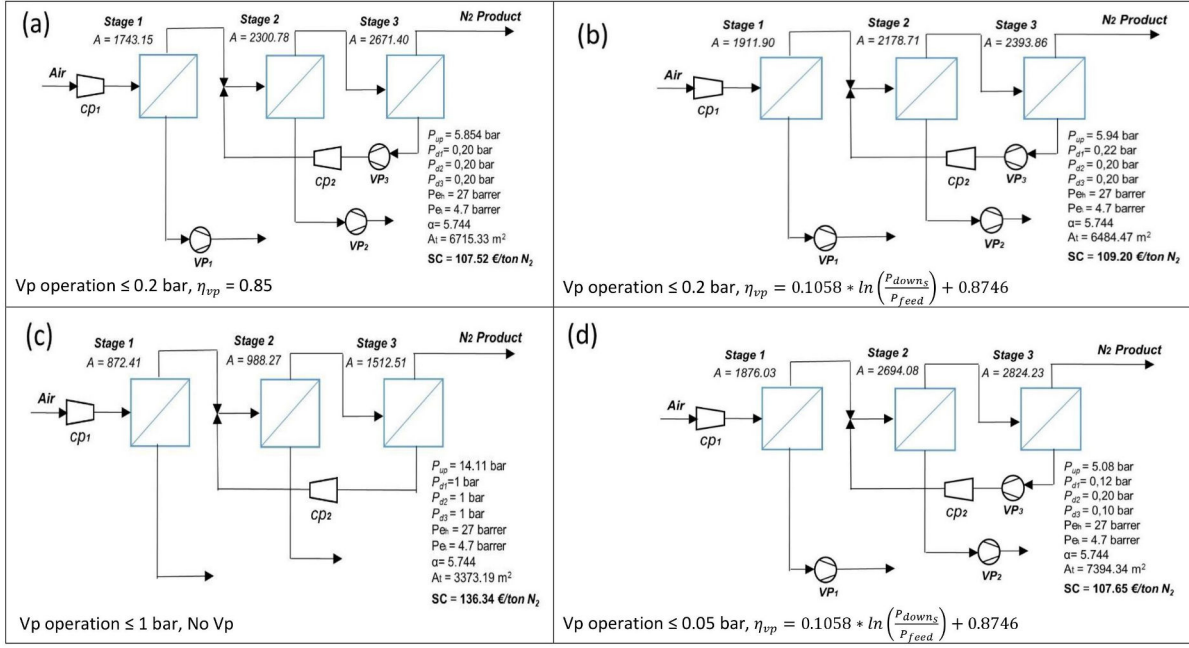 (a)
Stage 1
A = 1743.15
Stage 2
A = 2300.78
Stage 3
A = 2671.40
N2 Product
Air
cp1
cp2
VP3
VP1
VP2
Pup = 5.854 bar
Pd1= 0,20 bar
Pd2 = 0,20 bar
Pd3 = 0,20 bar
Peh = 27 barrer
Pel = 4.7 barrer
α= 5.744
At = 6715.33 m²
SC = 107.52 €/ton N2
Vp operation ≤ 0.2 bar, ηvp = 0.85
(b)
Stage 1
A = 1911.90
Stage 2
A = 2178.71
Stage 3
A = 2393.86
N2 Product
Air
cp1
cp2
VP3
VP1
VP2
Pup = 5.94 bar
Pd1= 0,22 bar
Pd2 = 0,20 bar
Pd3 = 0,20 bar
Peh = 27 barrer
Pel = 4.7 barrer
α= 5.744
At = 6484.47 m²
SC = 109.20 €/ton N2
Vp operation ≤ 0.2 bar, ηvp = 0.1058 * ln(Pdowns/Pfeed) + 0.8746
(c)
Stage 1
A = 872.41
Stage 2
A = 988.27
Stage 3
A = 1512.51
N2 Product
Air
cp1
cp2
Pup = 14.11 bar
Pd1=1 bar
Pd2 = 1 bar
Pd3 = 1 bar
Peh = 27 barrer
Pel = 4.7 barrer
α= 5.744
At = 3373.19 m²
SC = 136.34 €/ton N2
Vp operation ≤ 1 bar, No Vp
(d)
Stage 1
A = 1876.03
Stage 2
A = 2694.08
Stage 3
A = 2824.23
N2 Product
Air
cp1
cp2
VP3
VP1
VP2
Pup = 5.08 bar
Pd1= 0,12 bar
Pd2 = 0,20 bar
Pd3 = 0,10 bar
Peh = 27 barrer
Pel = 4.7 barrer
α= 5.744
At = 7394.34 m²
SC = 107.65 €/ton N2
Vp operation ≤ 0.05 bar, ηvp = 0.1058 * ln(Pdowns/Pfeed) + 0.8746